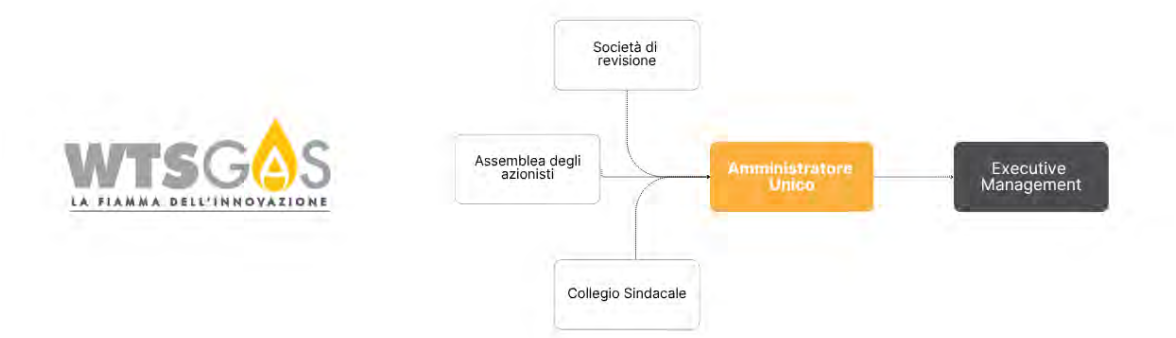 WTSGAS
LA FIAMMA DELL'INNOVAZIONE
Società di
revisione
Assemblea degli
azionisti
Amministratore
Unico
Executive
Management
Collegio Sindacale